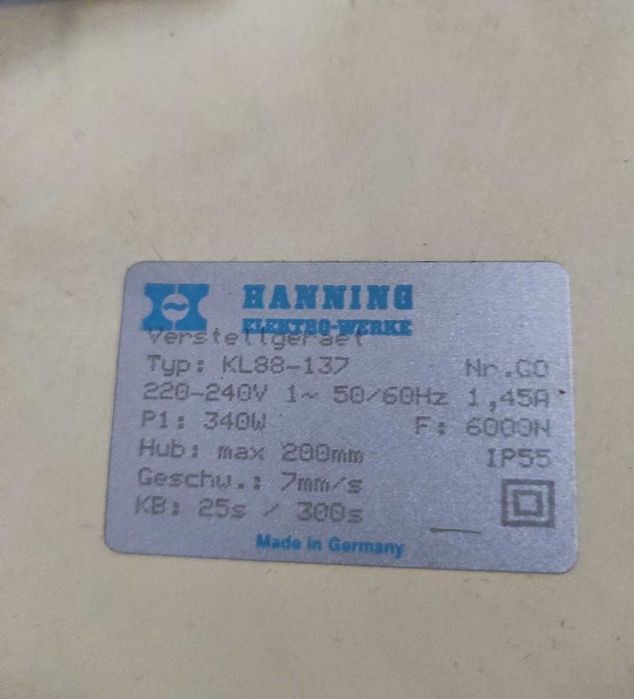 HANNING
ELEKTRO-WERKE
Verstellgeraet
Typ: KL88-137 Nr.GO
220-240V 1~ 50/60Hz 1,45A
P1: 340W F: 6000N
Hub: max 200mm IP55
Geschw.: 7mm/s
KB: 25s / 300s
Made in Germany